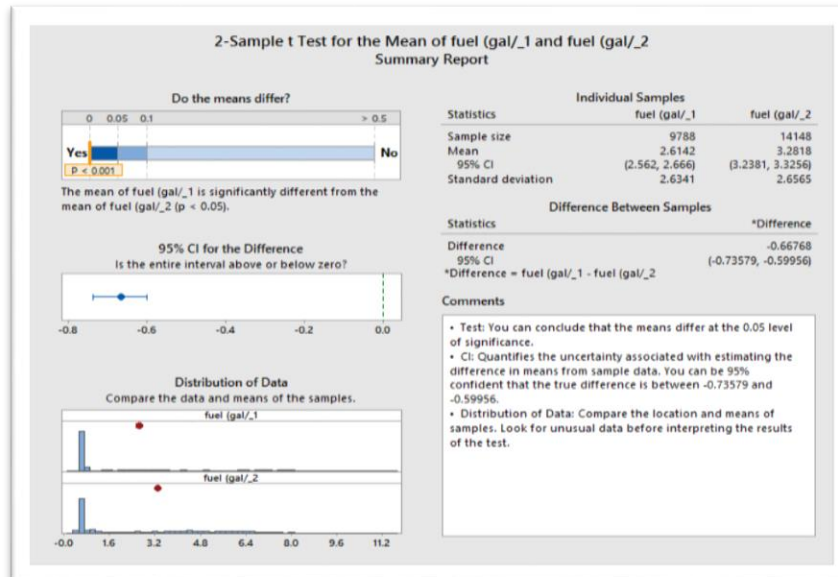 2-Sample t Test for the Mean of fuel (gal/_1 and fuel (gal/_2
Summary Report
Do the means differ?
0 0.05 0.1 > 0.5
Yes No
P < 0.001
The mean of fuel (gal/_1 is significantly different from the
mean of fuel (gal/_2 (p < 0.05).
95% CI for the Difference
Is the entire interval above or below zero?
-0.8 -0.6 -0.4 -0.2 0.0
Distribution of Data
Compare the data and means of the samples.
fuel (gal/_1
fuel (gal/_2
-0.0 1.6 3.2 4.8 6.4 8.0 9.6 11.2
Individual Samples
Statistics fuel (gal/_1 fuel (gal/_2
Sample size 9788 14148
Mean 2.6142 3.2818
95% CI (2.562, 2.666) (3.2381, 3.3256)
Standard deviation 2.6341 2.6565
Difference Between Samples
Statistics *Difference
Difference -0.66768
95% CI (-0.73579, -0.59956)
*Difference = fuel (gal/_1 - fuel (gal/_2
Comments
• Test: You can conclude that the means differ at the 0.05 level
of significance.
• CI: Quantifies the uncertainty associated with estimating the
difference in means from sample data. You can be 95%
confident that the true difference is between -0.73579 and
-0.59956.
• Distribution of Data: Compare the location and means of
samples. Look for unusual data before interpreting the results
of the test.